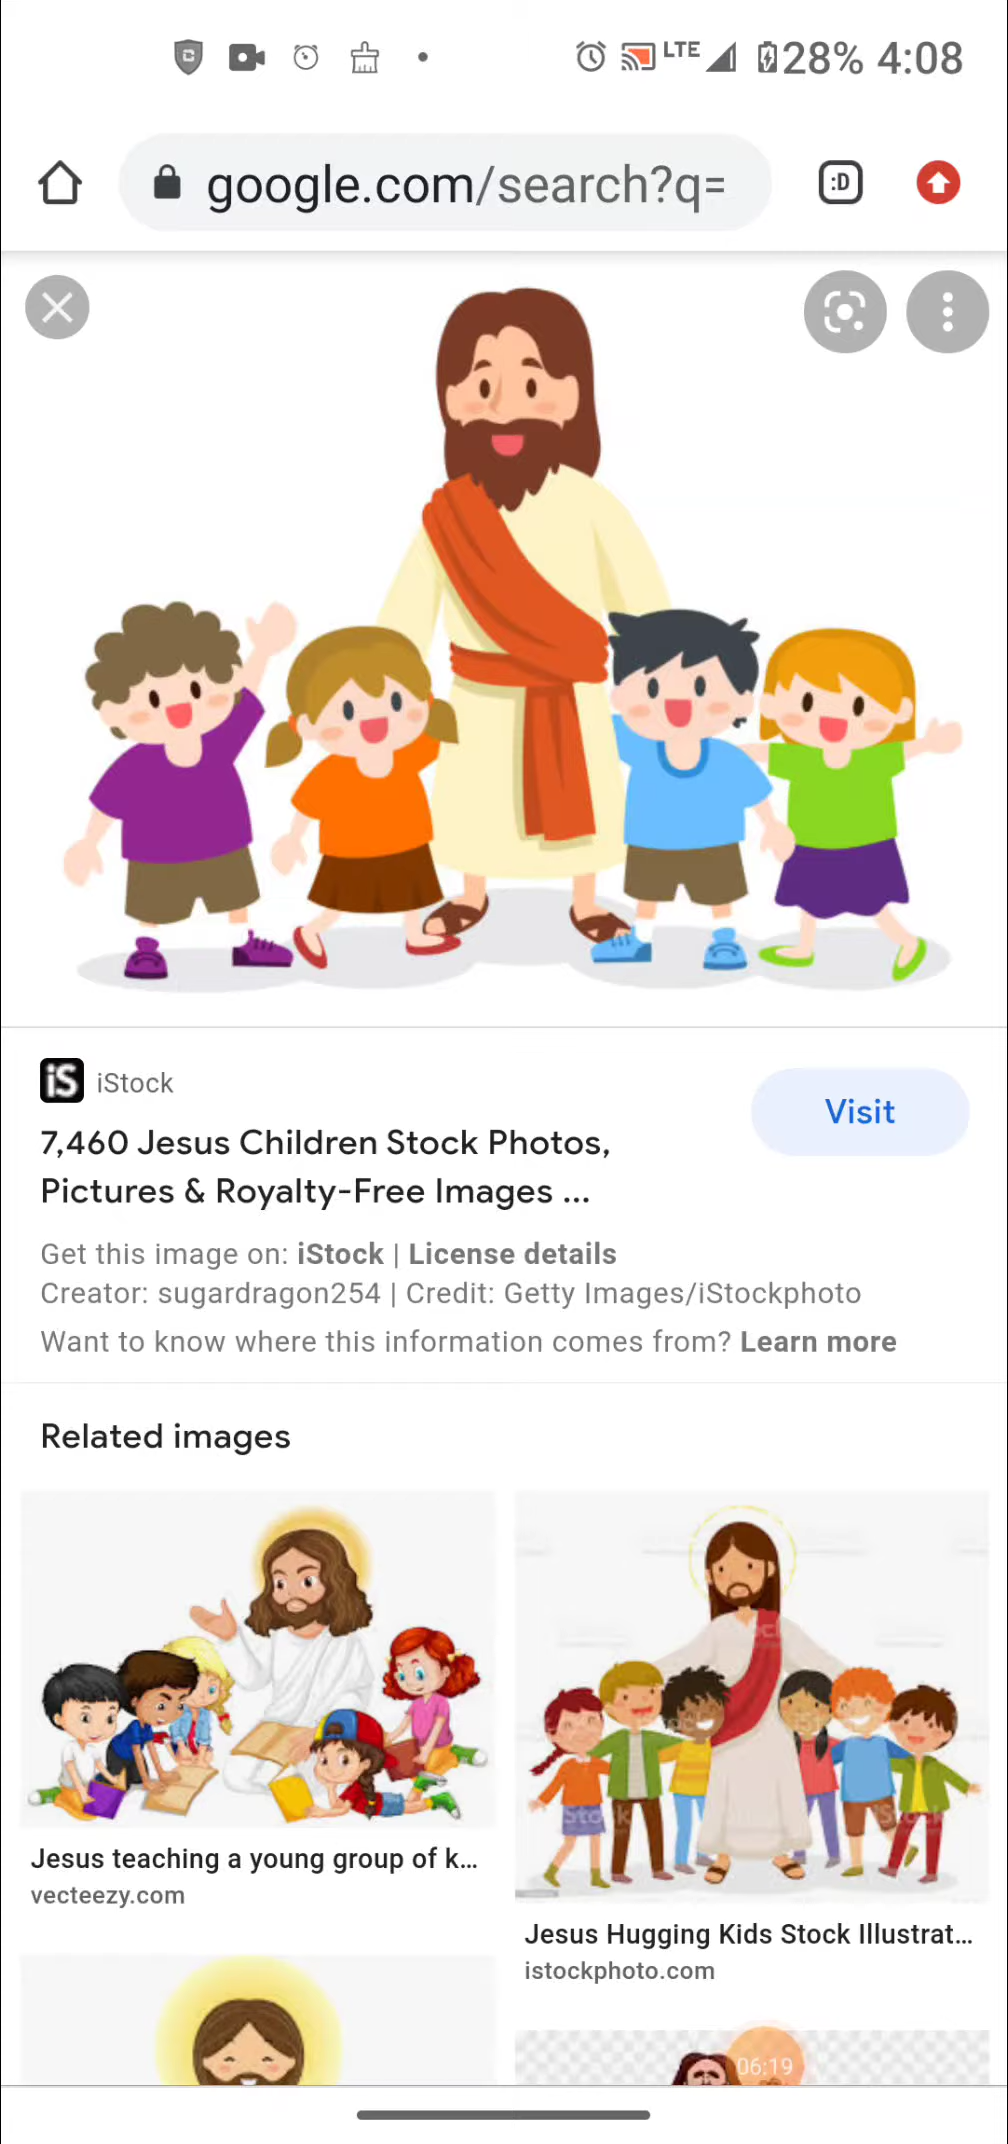 LTE 28% 4:08
google.com/search?q=
:D
iS iStock
Visit
7,460 Jesus Children Stock Photos,
Pictures & Royalty-Free Images ...
Get this image on: iStock | License details
Creator: sugardragon254 | Credit: Getty Images/iStockphoto
Want to know where this information comes from? Learn more
Related images
Jesus teaching a young group of k...
vecteezy.com
Jesus Hugging Kids Stock Illustrat...
istockphoto.com
06:19